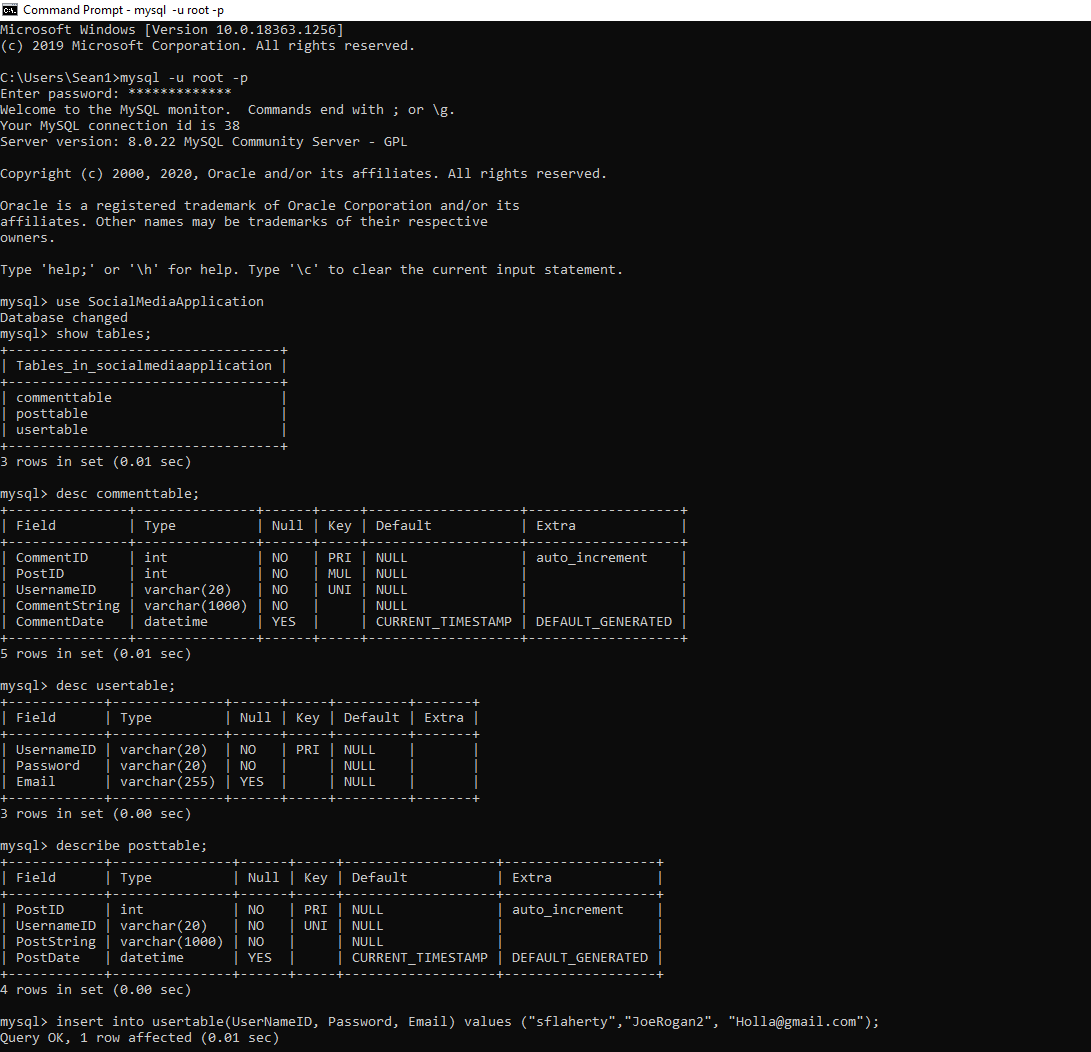 Command Prompt - mysql  -u root -p
Microsoft Windows [Version 10.0.18363.1256]
(c) 2019 Microsoft Corporation. All rights reserved.

C:\Users\Sean1>mysql -u root -p
Enter password: *************
Welcome to the MySQL monitor.  Commands end with ; or \g.
Your MySQL connection id is 38
Server version: 8.0.22 MySQL Community Server - GPL

Copyright (c) 2000, 2020, Oracle and/or its affiliates. All rights reserved.

Oracle is a registered trademark of Oracle Corporation and/or its
affiliates. Other names may be trademarks of their respective
owners.

Type 'help;' or '\h' for help. Type '\c' to clear the current input statement.

mysql> use SocialMediaApplication
Database changed
mysql> show tables;
+----------------------------------+
| Tables_in_socialmediaapplication |
+----------------------------------+
| commenttable                     |
| posttable                        |
| usertable                        |
+----------------------------------+
3 rows in set (0.01 sec)

mysql> desc commenttable;
+---------------+---------------+------+-----+-------------------+-------------------+
| Field         | Type          | Null | Key | Default           | Extra             |
+---------------+---------------+------+-----+-------------------+-------------------+
| CommentID     | int           | NO   | PRI | NULL              | auto_increment    |
| PostID        | int           | NO   | MUL | NULL              |                   |
| UsernameID    | varchar(20)   | NO   | UNI | NULL              |                   |
| CommentString | varchar(1000) | NO   |     | NULL              |                   |
| CommentDate   | datetime      | YES  |     | CURRENT_TIMESTAMP | DEFAULT_GENERATED |
+---------------+---------------+------+-----+-------------------+-------------------+
5 rows in set (0.01 sec)

mysql> desc usertable;
+------------+--------------+------+-----+---------+-------+
| Field      | Type         | Null | Key | Default | Extra |
+------------+--------------+------+-----+---------+-------+
| UsernameID | varchar(20)  | NO   | PRI | NULL    |       |
| Password   | varchar(20)  | NO   |     | NULL    |       |
| Email      | varchar(255) | YES  |     | NULL    |       |
+------------+--------------+------+-----+---------+-------+
3 rows in set (0.00 sec)

mysql> describe posttable;
+------------+---------------+------+-----+-------------------+-------------------+
| Field      | Type          | Null | Key | Default           | Extra             |
+------------+---------------+------+-----+-------------------+-------------------+
| PostID     | int           | NO   | PRI | NULL              | auto_increment    |
| UsernameID | varchar(20)   | NO   | UNI | NULL              |                   |
| PostString | varchar(1000) | NO   |     | NULL              |                   |
| PostDate   | datetime      | YES  |     | CURRENT_TIMESTAMP | DEFAULT_GENERATED |
+------------+---------------+------+-----+-------------------+-------------------+
4 rows in set (0.00 sec)

mysql> insert into usertable(UserNameID, Password, Email) values ("sflaherty","JoeRogan2", "Holla@gmail.com");
Query OK, 1 row affected (0.01 sec)